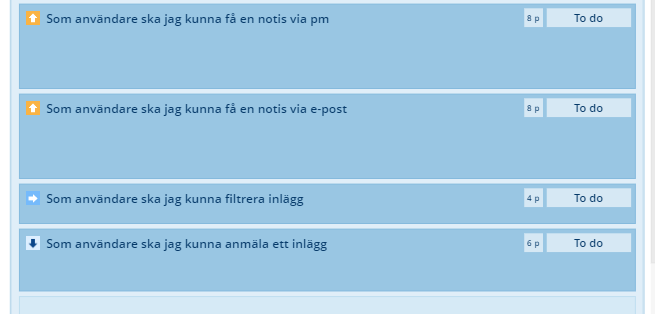 Som användare ska jag kunna få en notis via pm 8 p To do
Som användare ska jag kunna få en notis via e-post 8 p To do
Som användare ska jag kunna filtrera inlägg 4 p To do
Som användare ska jag kunna anmäla ett inlägg 6 p To do